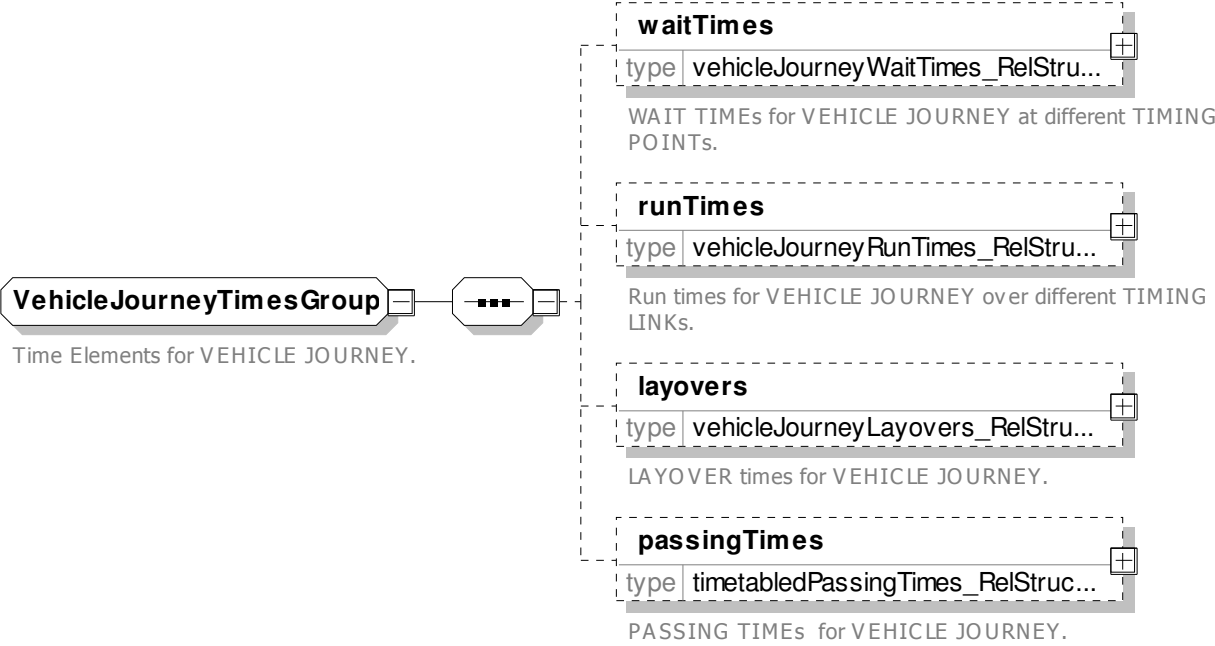 waitTimes
type vehicleJourneyWaitTimes_RelStru...
WAIT TIMEs for VEHICLE JOURNEY at different TIMING
POINTs.
runTimes
type vehicleJourneyRunTimes_RelStru...
Run times for VEHICLE JOURNEY over different TIMING
LINKs.
VehicleJourneyTimesGroup
Time Elements for VEHICLE JOURNEY.
layovers
type vehicleJourneyLayovers_RelStru...
LAYOVER times for VEHICLE JOURNEY.
passingTimes
type timetabledPassingTimes_RelStruc...
PASSING TIMEs for VEHICLE JOURNEY.